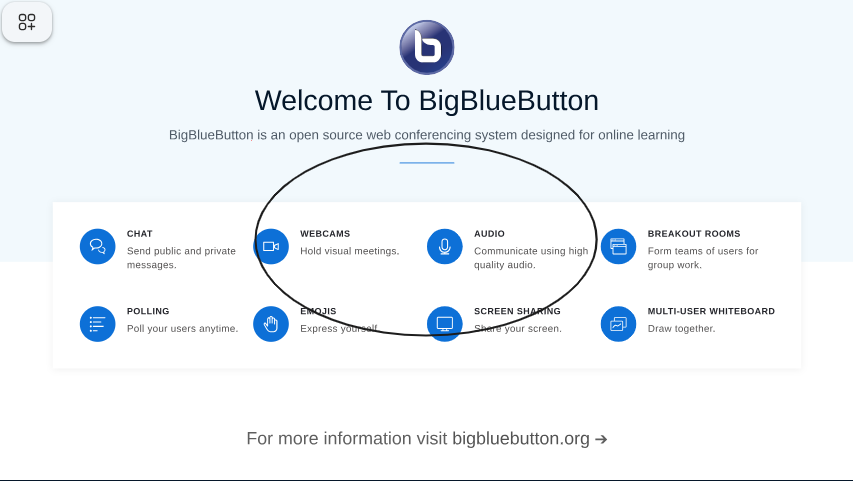 Welcome To BigBlueButton
BigBlueButton is an open source web conferencing system designed for online learning
CHAT
Send public and private
messages.
WEBCAMS
Hold visual meetings.
AUDIO
Communicate using high
quality audio.
BREAKOUT ROOMS
Form teams of users for
group work.
POLLING
Poll your users anytime.
EMOJIS
Express yourself.
SCREEN SHARING
Share your screen.
MULTI-USER WHITEBOARD
Draw together.
For more information visit bigbluebutton.org ➔